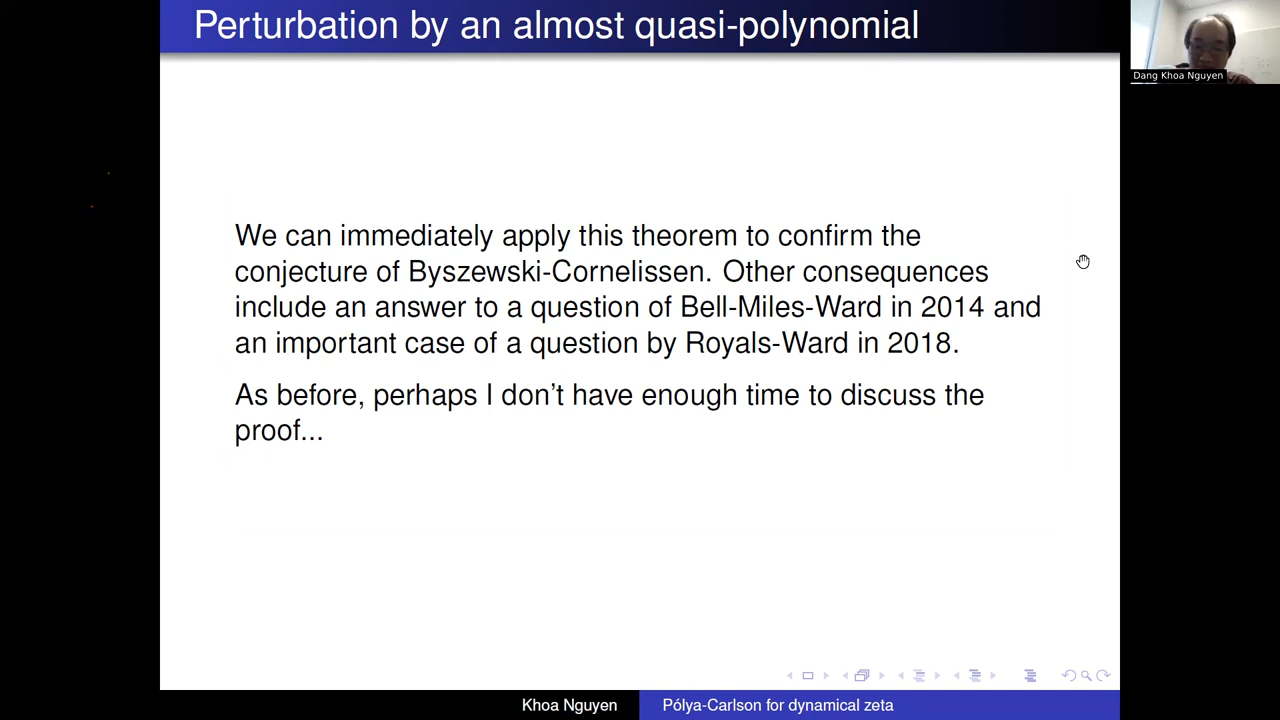 Perturbation by an almost quasi-polynomial
Dang Khoa Nguyen
We can immediately apply this theorem to confirm the
conjecture of Byszewski-Cornelissen. Other consequences
include an answer to a question of Bell-Miles-Ward in 2014 and
an important case of a question by Royals-Ward in 2018.
As before, perhaps I don't have enough time to discuss the
proof...
Khoa Nguyen
Pólya-Carlson for dynamical zeta